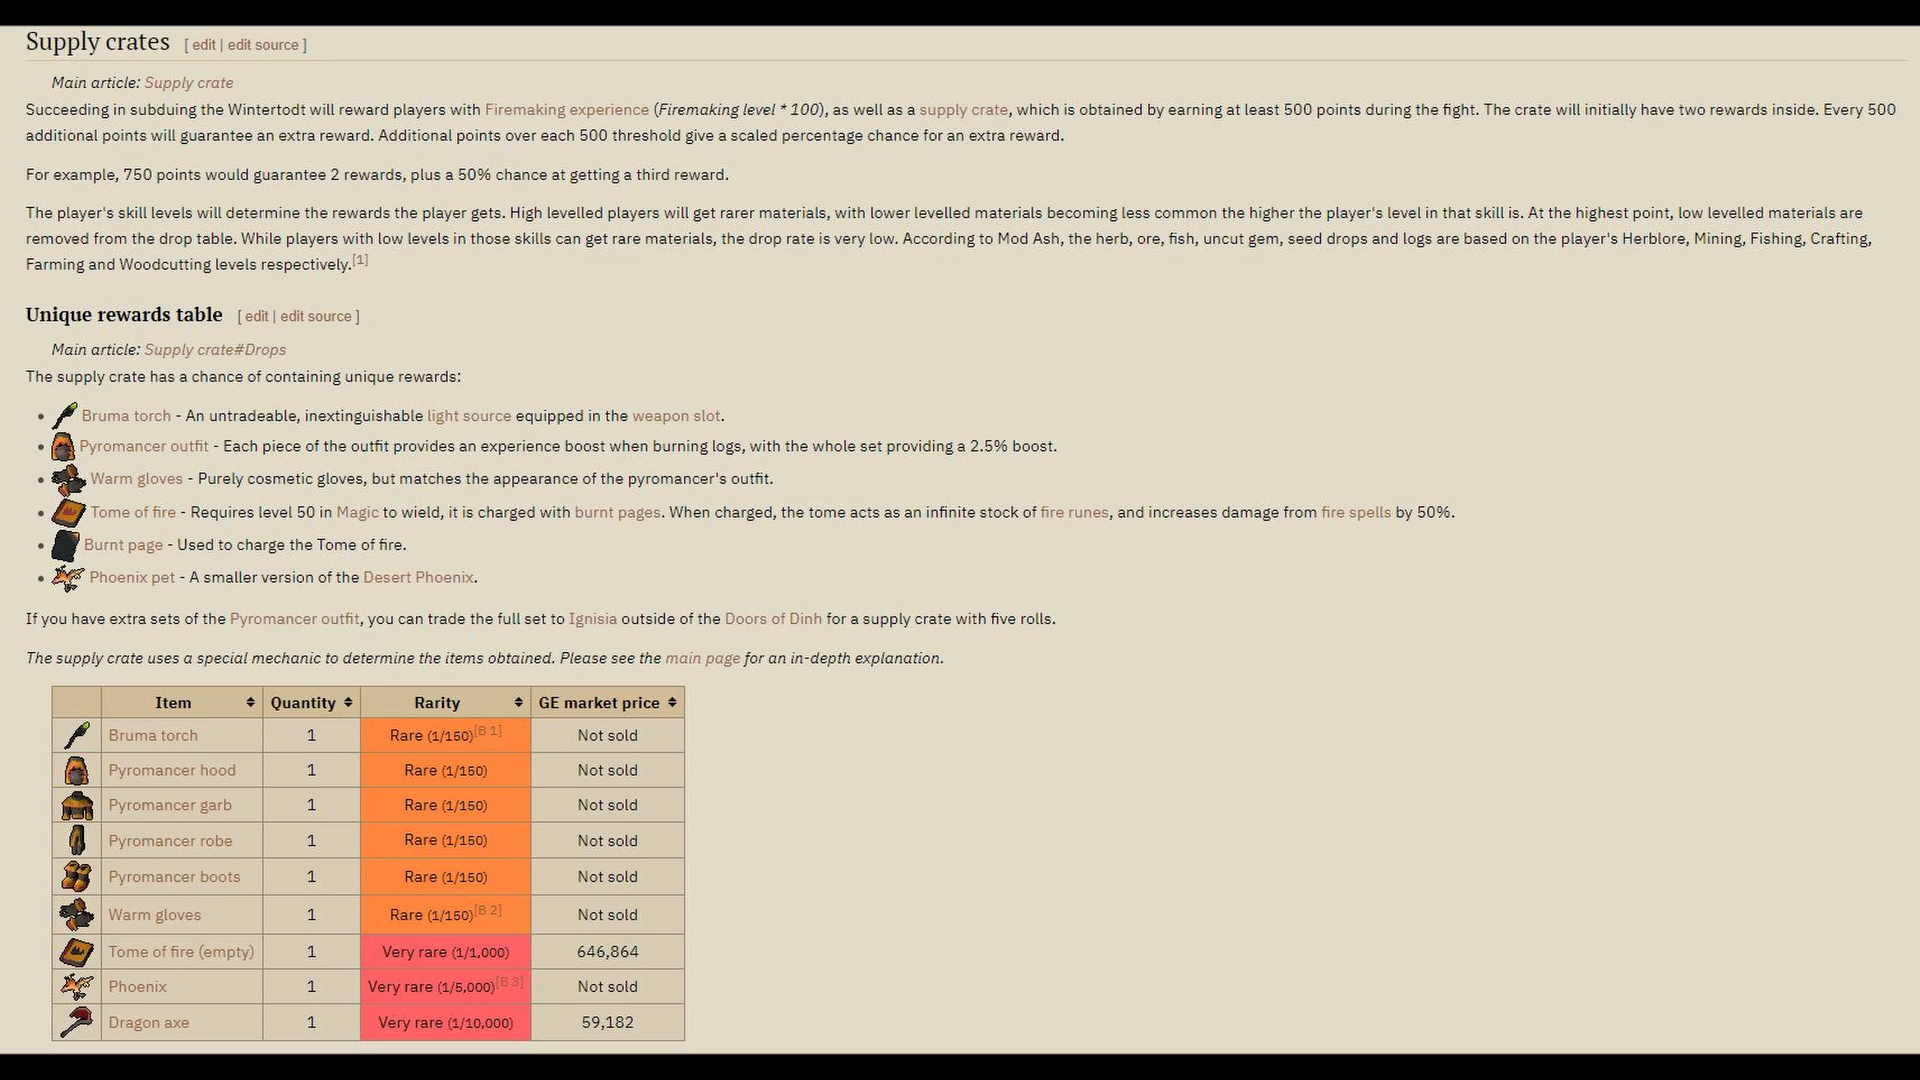 Supply crates [ edit | edit source ]
Main article: Supply crate
Succeeding in subduing the Wintertodt will reward players with Firemaking experience (Firemaking level * 100), as well as a supply crate, which is obtained by earning at least 500 points during the fight. The crate will initially have two rewards inside. Every 500
additional points will guarantee an extra reward. Additional points over each 500 threshold give a scaled percentage chance for an extra reward.
For example, 750 points would guarantee 2 rewards, plus a 50% chance at getting a third reward.
The player's skill levels will determine the rewards the player gets. High levelled players will get rarer materials, with lower levelled materials becoming less common the higher the player's level in that skill is. At the highest point, low levelled materials are
removed from the drop table. While players with low levels in those skills can get rare materials, the drop rate is very low. According to Mod Ash, the herb, ore, fish, uncut gem, seed drops and logs are based on the player's Herblore, Mining, Fishing, Crafting,
Farming and Woodcutting levels respectively.[1]
Unique rewards table [ edit | edit source ]
Main article: Supply crate#Drops
The supply crate has a chance of containing unique rewards:
Bruma torch - An untradeable, inextinguishable light source equipped in the weapon slot.
Pyromancer outfit - Each piece of the outfit provides an experience boost when burning logs, with the whole set providing a 2.5% boost.
Warm gloves - Purely cosmetic gloves, but matches the appearance of the pyromancer's outfit.
Tome of fire - Requires level 50 in Magic to wield, it is charged with burnt pages. When charged, the tome acts as an infinite stock of fire runes, and increases damage from fire spells by 50%.
Burnt page - Used to charge the Tome of fire.
Phoenix pet - A smaller version of the Desert Phoenix.
If you have extra sets of the Pyromancer outfit, you can trade the full set to Ignisia outside of the Doors of Dinh for a supply crate with five rolls.
The supply crate uses a special mechanic to determine the items obtained. Please see the main page for an in-depth explanation.
Item Quantity Rarity GE market price
Bruma torch 1 Rare (1/150)[B 1] Not sold
Pyromancer hood 1 Rare (1/150) Not sold
Pyromancer garb 1 Rare (1/150) Not sold
Pyromancer robe 1 Rare (1/150) Not sold
Pyromancer boots 1 Rare (1/150) Not sold
Warm gloves 1 Rare (1/150)[B 2] Not sold
Tome of fire (empty) 1 Very rare (1/1,000) 646,864
Phoenix 1 Very rare (1/5,000)[B 3] Not sold
Dragon axe 1 Very rare (1/10,000) 59,182